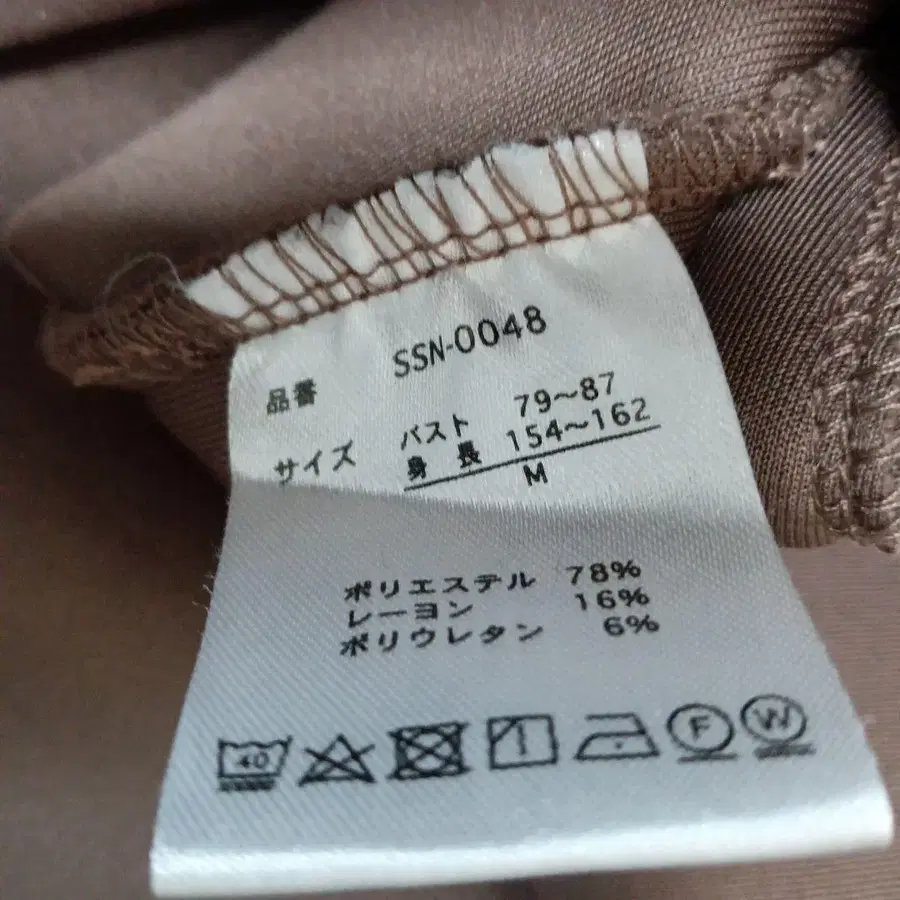 品番 SSN-0048
サイズ バスト 79～87
身長 154～162
M
ポリエステル 78%
レーヨン 16%
ポリウレタン 6%
40 F W